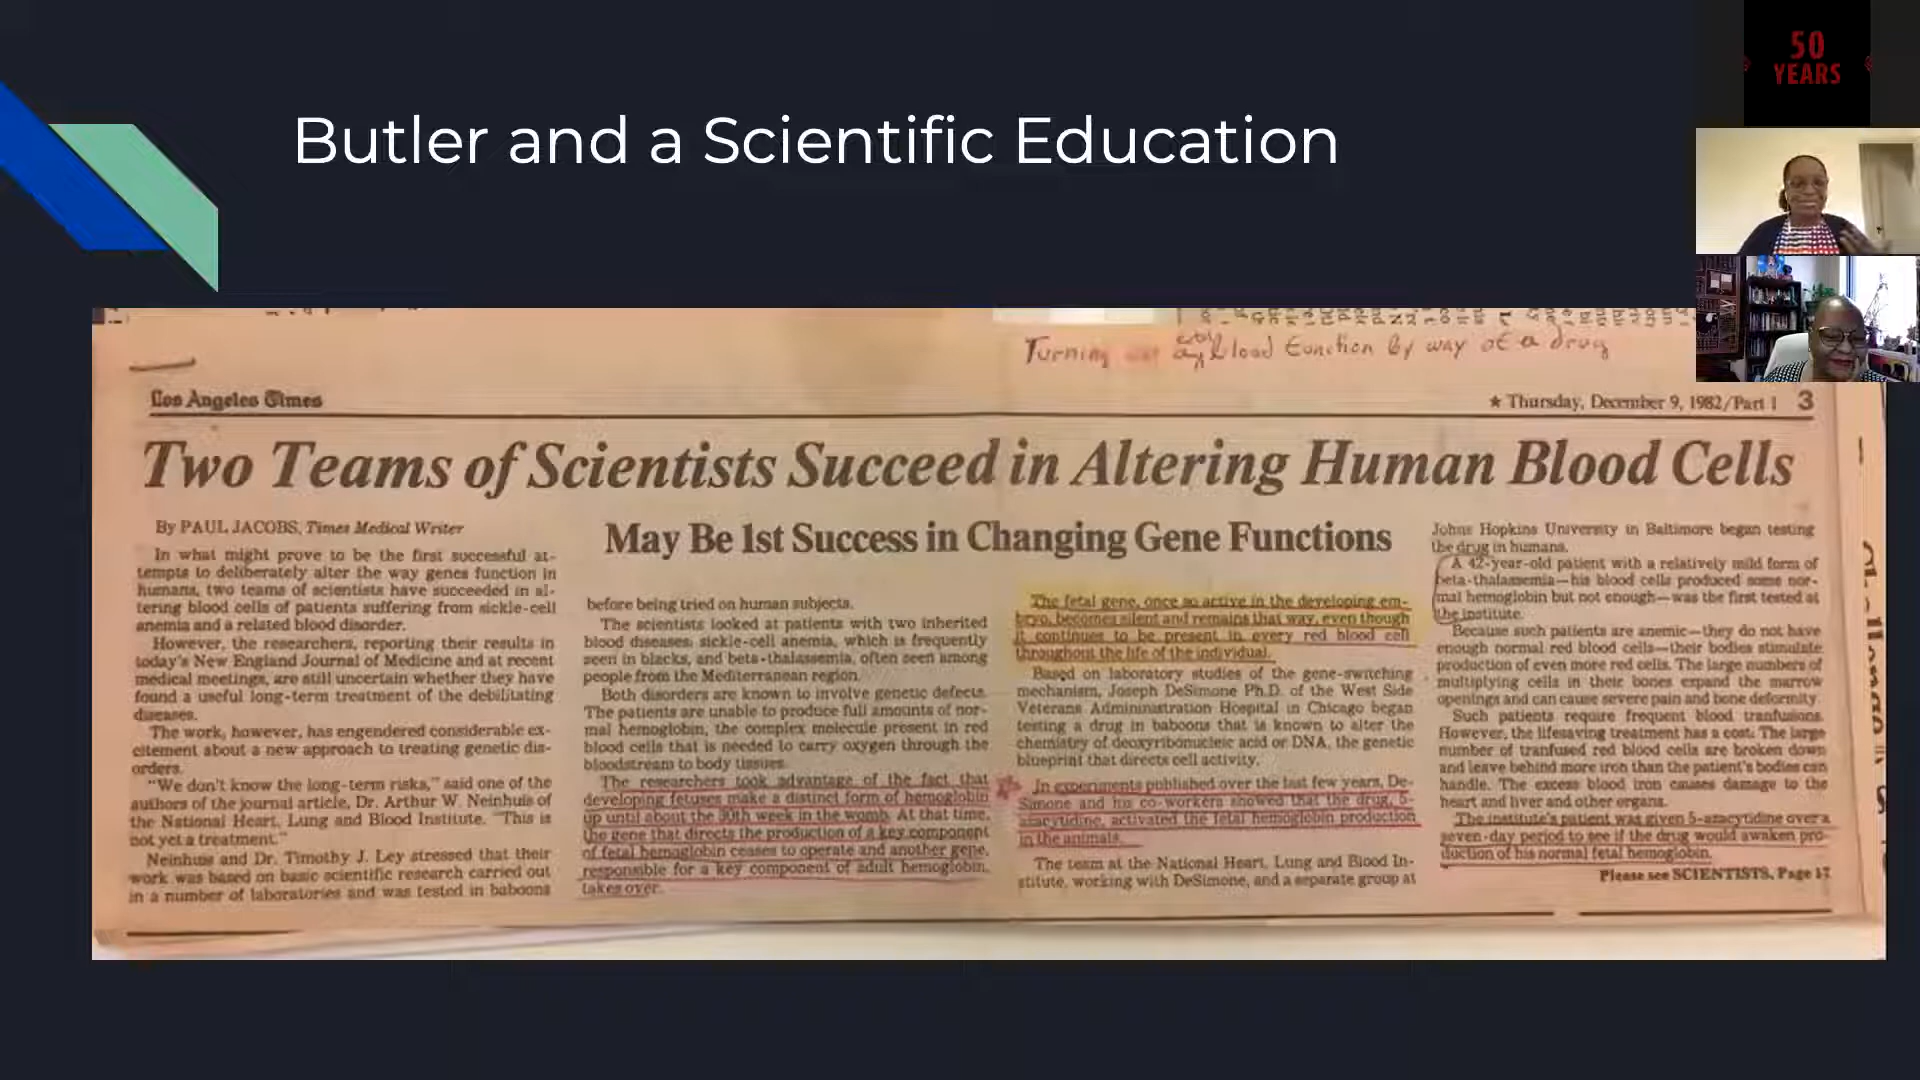 Butler and a Scientific Education
50
YEARS
Turning blood function by way of a drug
Los Angeles Times
★ Thursday, December 9, 1982/Part I 3
Two Teams of Scientists Succeed in Altering Human Blood Cells
By PAUL JACOBS, Times Medical Writer
In what might prove to be the first successful at-
tempts to deliberately alter the way genes function in
humans, two teams of scientists have succeeded in al-
tering blood cells of patients suffering from sickle-cell
anemia and a related blood disorder.
However, the researchers, reporting their results in
today's New England Journal of Medicine and at recent
medical meetings, are still uncertain whether they have
found a useful long-term treatment of the debilitating
diseases.
The work, however, has engendered considerable ex-
citement about a new approach to treating genetic dis-
orders.
"We don't know the long-term risks," said one of the
authors of the journal article, Dr. Arthur W. Neinhuis of
the National Heart, Lung and Blood Institute. "This is
not yet a treatment."
Neinhuis and Dr. Timothy J. Ley stressed that their
work was based on basic scientific research carried out
in a number of laboratories and was tested in baboons
May Be 1st Success in Changing Gene Functions
before being tried on human subjects.
The scientists looked at patients with two inherited
blood diseases: sickle-cell anemia, which is frequently
seen in blacks, and beta-thalassemia, often seen among
people from the Mediterranean region.
Both disorders are known to involve genetic defects.
The patients are unable to produce full amounts of nor-
mal hemoglobin, the complex molecule present in red
blood cells that is needed to carry oxygen through the
bloodstream to body tissues.
The researchers took advantage of the fact that
developing fetuses make a distinct form of hemoglobin
up until about the 30th week in the womb. At that time,
the gene that directs the production of a key component
of fetal hemoglobin ceases to operate and another gene,
responsible for a key component of adult hemoglobin,
takes over.
The fetal gene, once so active in the developing em-
bryo, becomes silent and remains that way, even though
it continues to be present in every red blood cell
throughout the life of the individual.
Based on laboratory studies of the gene-switching
mechanism, Joseph DeSimone Ph.D. of the West Side
Veterans Admininstration Hospital in Chicago began
testing a drug in baboons that is known to alter the
chemistry of deoxyribonucleic acid or DNA, the genetic
blueprint that directs cell activity.
In experiments published over the last few years, De-
Simone and his co-workers showed that the drug, 5-
azacytidine, activated the fetal hemoglobin production
in the animals.
The team at the National Heart, Lung and Blood In-
stitute, working with DeSimone, and a separate group at
Johns Hopkins University in Baltimore began testing
the drug in humans.
A 42-year-old patient with a relatively mild form of
beta-thalassemia—his blood cells produced some nor-
mal hemoglobin but not enough—was the first tested at
the institute.
Because such patients are anemic—they do not have
enough normal red blood cells—their bodies stimulate
production of even more red cells. The large numbers of
multiplying cells in their bones expand the marrow
openings and can cause severe pain and bone deformity.
Such patients require frequent blood tranfusions.
However, the lifesaving treatment has a cost: The large
number of tranfused red blood cells are broken down
and leave behind more iron than the patient's bodies can
handle. The excess blood iron causes damage to the
heart and liver and other organs.
The institute's patient was given 5-azacytidine over a
seven-day period to see if the drug would awaken pro-
duction of his normal fetal hemoglobin.
Please see SCIENTISTS, Page 17